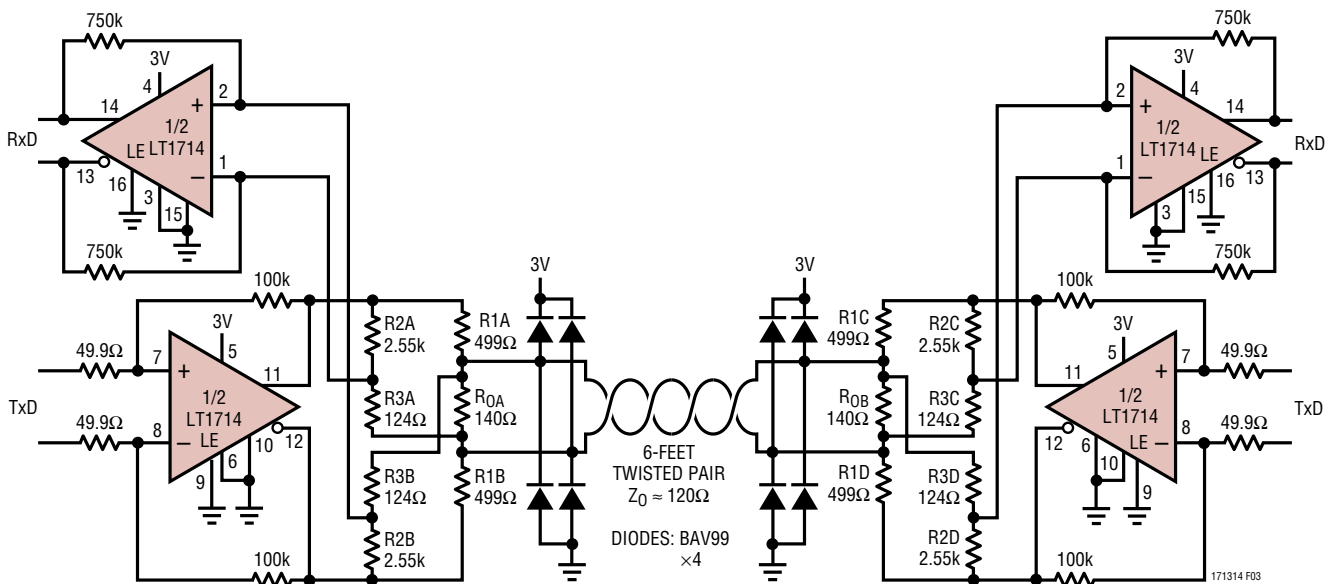 750k
3V
4
2
14
+
1/2
LT1714
LE
RxD
1
13
16
−
3
15
750k
750k
3V
4
2
14
+
1/2
LT1714
LE
RxD
1
16
13
−
15
3
750k
100k
3V
49.9Ω
7
5
+
11
1/2
LT1714
TxD
49.9Ω
8
−
LE
10
12
6
9
100k
R2A
2.55k
R1A
499Ω
R3A
124Ω
R0A
140Ω
R3B
124Ω
R1B
499Ω
R2B
2.55k
3V
3V
6-FEET
TWISTED PAIR
Z0 ≈ 120Ω
DIODES: BAV99
×4
R1C
499Ω
R2C
2.55k
R0B
140Ω
R3C
124Ω
R1D
499Ω
R3D
124Ω
R2D
2.55k
100k
3V
5
7
49.9Ω
11
+
1/2
LT1714
TxD
12
8
49.9Ω
6
10
LE
−
9
100k
171314 F03